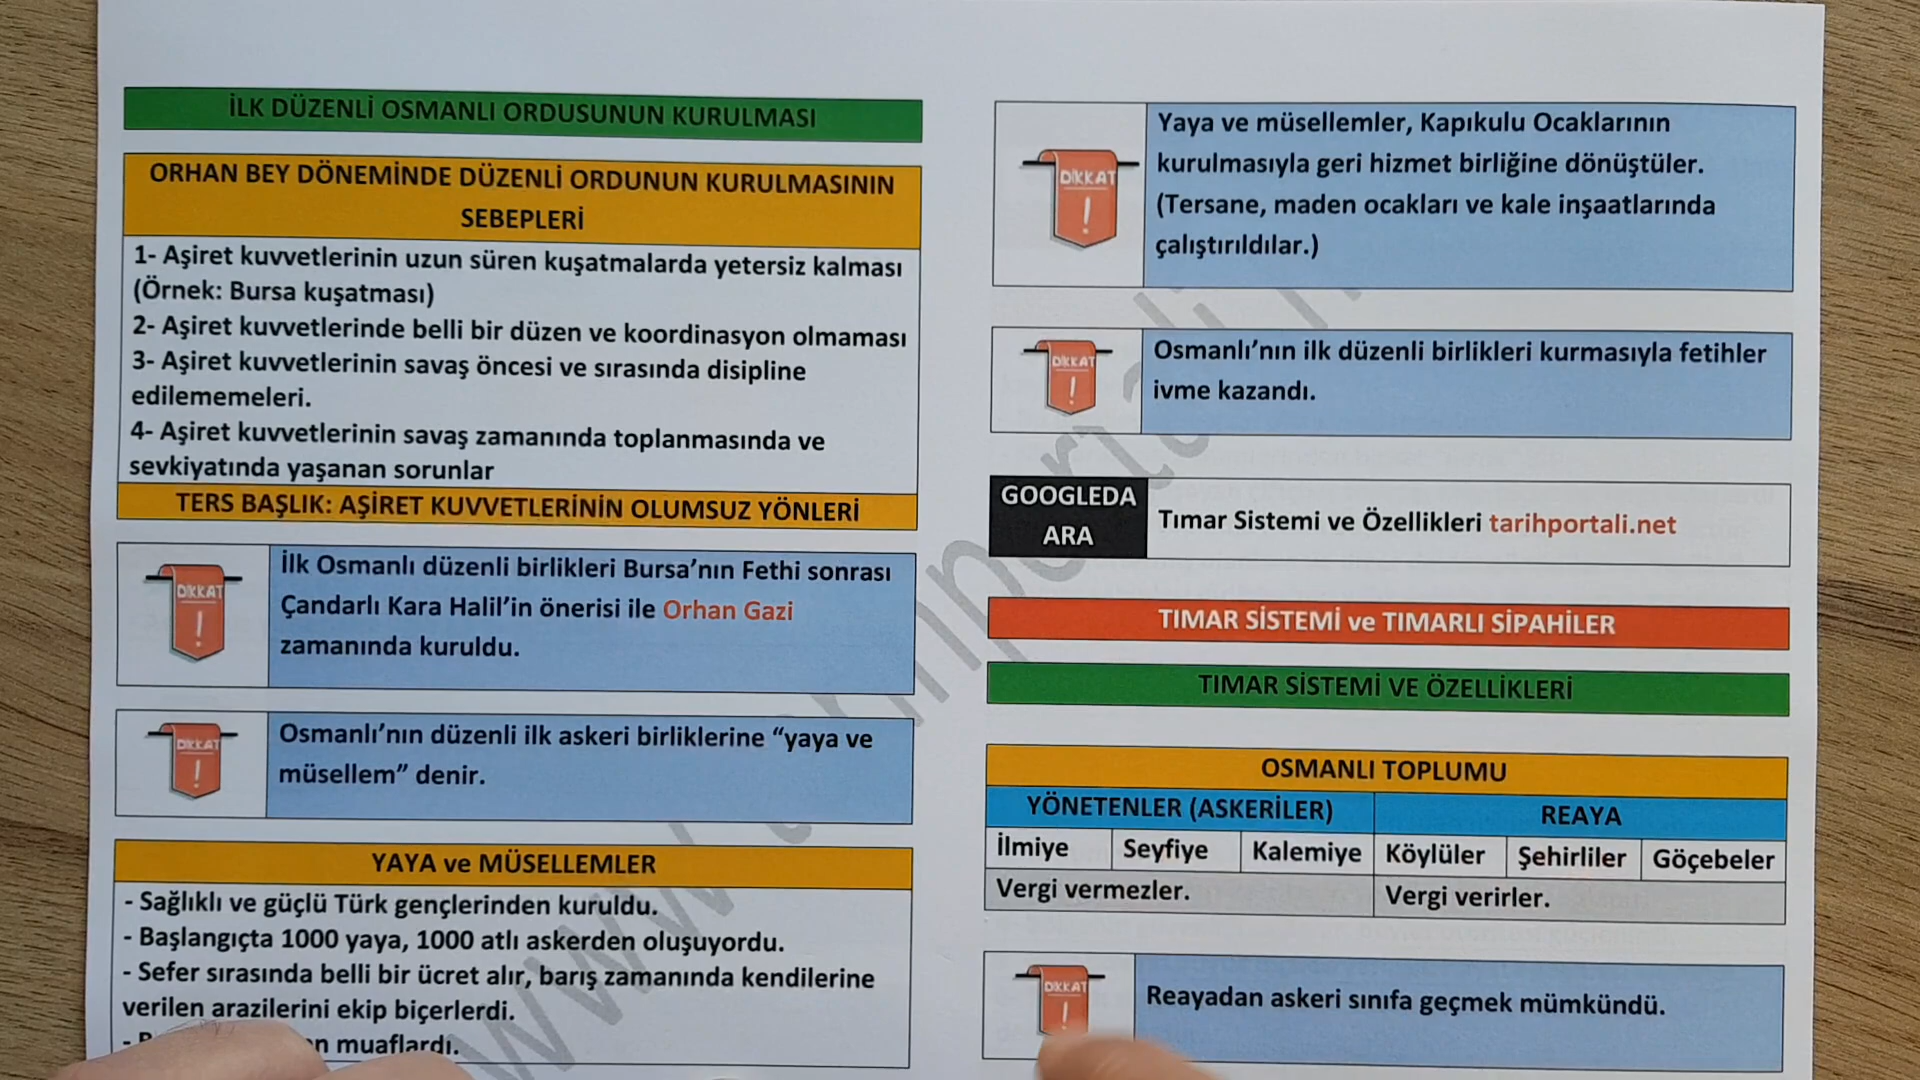 İLK DÜZENLİ OSMANLI ORDUSUNUN KURULMASI
ORHAN BEY DÖNEMİNDE DÜZENLİ ORDUNUN KURULMASININ
SEBEPLERİ
1- Aşiret kuvvetlerinin uzun süren kuşatmalarda yetersiz kalması
(Örnek: Bursa kuşatması)
2- Aşiret kuvvetlerinde belli bir düzen ve koordinasyon olmaması
3- Aşiret kuvvetlerinin savaş öncesi ve sırasında disipline
edilememeleri.
4- Aşiret kuvvetlerinin savaş zamanında toplanmasında ve
sevkiyatında yaşanan sorunlar
TERS BAŞLIK: AŞİRET KUVVETLERİNİN OLUMSUZ YÖNLERİ
DİKKAT
!
İlk Osmanlı düzenli birlikleri Bursa’nın Fethi sonrası
Çandarlı Kara Halil’in önerisi ile Orhan Gazi
zamanında kuruldu.
DİKKAT
!
Osmanlı’nın düzenli ilk askeri birliklerine “yaya ve
müsellem” denir.
YAYA ve MÜSELLEMLER
- Sağlıklı ve güçlü Türk gençlerinden kuruldu.
- Başlangıçta 1000 yaya, 1000 atlı askerden oluşuyordu.
- Sefer sırasında belli bir ücret alır, barış zamanında kendilerine
verilen arazilerini ekip biçerlerdi.
muaflardı.
DİKKAT
!
Yaya ve müsellemler, Kapıkulu Ocaklarının
kurulmasıyla geri hizmet birliğine dönüştüler.
(Tersane, maden ocakları ve kale inşaatlarında
çalıştırıldılar.)
DİKKAT
!
Osmanlı’nın ilk düzenli birlikleri kurmasıyla fetihler
ivme kazandı.
GOOGLEDA
ARA
Tımar Sistemi ve Özellikleri tarihportali.net
TIMAR SİSTEMİ ve TIMARLI SİPAHİLER
TIMAR SİSTEMİ VE ÖZELLİKLERİ
OSMANLI TOPLUMU
YÖNETENLER (ASKERİLER) REAYA
İlmiye Seyfiye Kalemiye Köylüler Şehirliler Göçebeler
Vergi vermezler. Vergi verirler.
DİKKAT
!
Reayadan askeri sınıfa geçmek mümkündü.